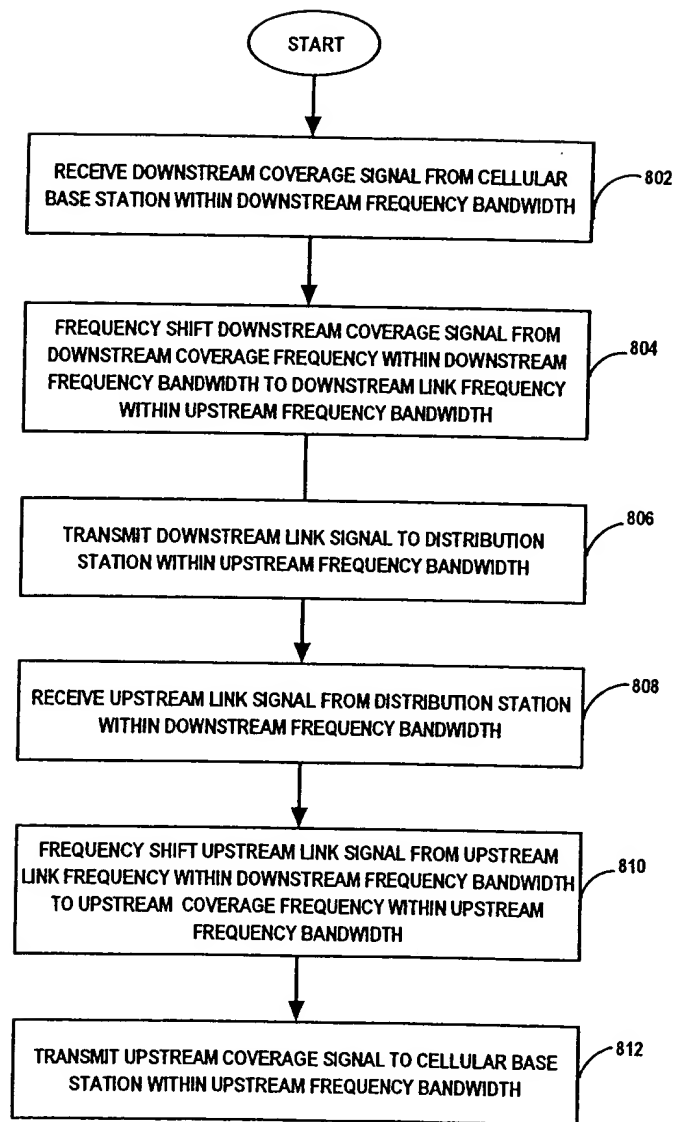 START
RECEIVE DOWNSTREAM COVERAGE SIGNAL FROM CELLULAR
BASE STATION WITHIN DOWNSTREAM FREQUENCY BANDWIDTH
802
FREQUENCY SHIFT DOWNSTREAM COVERAGE SIGNAL FROM
DOWNSTREAM COVERAGE FREQUENCY WITHIN DOWNSTREAM
FREQUENCY BANDWIDTH TO DOWNSTREAM LINK FREQUENCY
WITHIN UPSTREAM FREQUENCY BANDWIDTH
804
TRANSMIT DOWNSTREAM LINK SIGNAL TO DISTRIBUTION
STATION WITHIN UPSTREAM FREQUENCY BANDWIDTH
806
RECEIVE UPSTREAM LINK SIGNAL FROM DISTRIBUTION STATION
WITHIN DOWNSTREAM FREQUENCY BANDWIDTH
808
FREQUENCY SHIFT UPSTREAM LINK SIGNAL FROM UPSTREAM
LINK FREQUENCY WITHIN DOWNSTREAM FREQUENCY BANDWIDTH
TO UPSTREAM COVERAGE FREQUENCY WITHIN UPSTREAM
FREQUENCY BANDWIDTH
810
TRANSMIT UPSTREAM COVERAGE SIGNAL TO CELLULAR BASE
STATION WITHIN UPSTREAM FREQUENCY BANDWIDTH
812